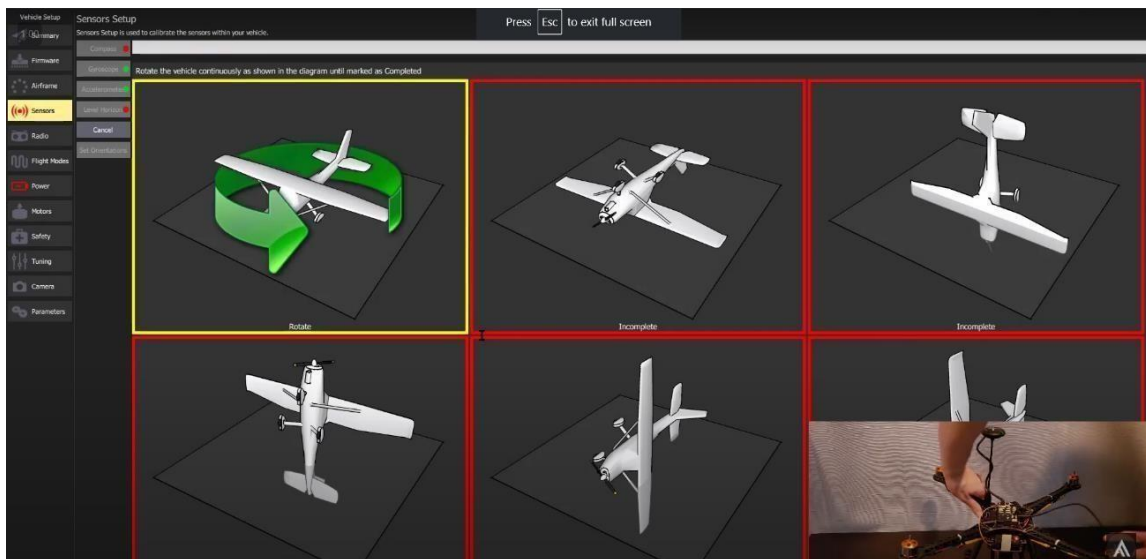 Vehicle Setup
Sensors Setup
Press Esc to exit full screen
Summary
Sensors Setup is used to calibrate the sensors within your vehicle.
Compass
Firmware
Gyroscope
Rotate the vehicle continuously as shown in the diagram until marked as Completed
Airframe
Accelerometer
Sensors
Level Horizon
Radio
Cancel
Flight Modes
Set Orientations
Power
Motors
Safety
Tuning
Camera
Parameters
Rotate
Incomplete
Incomplete